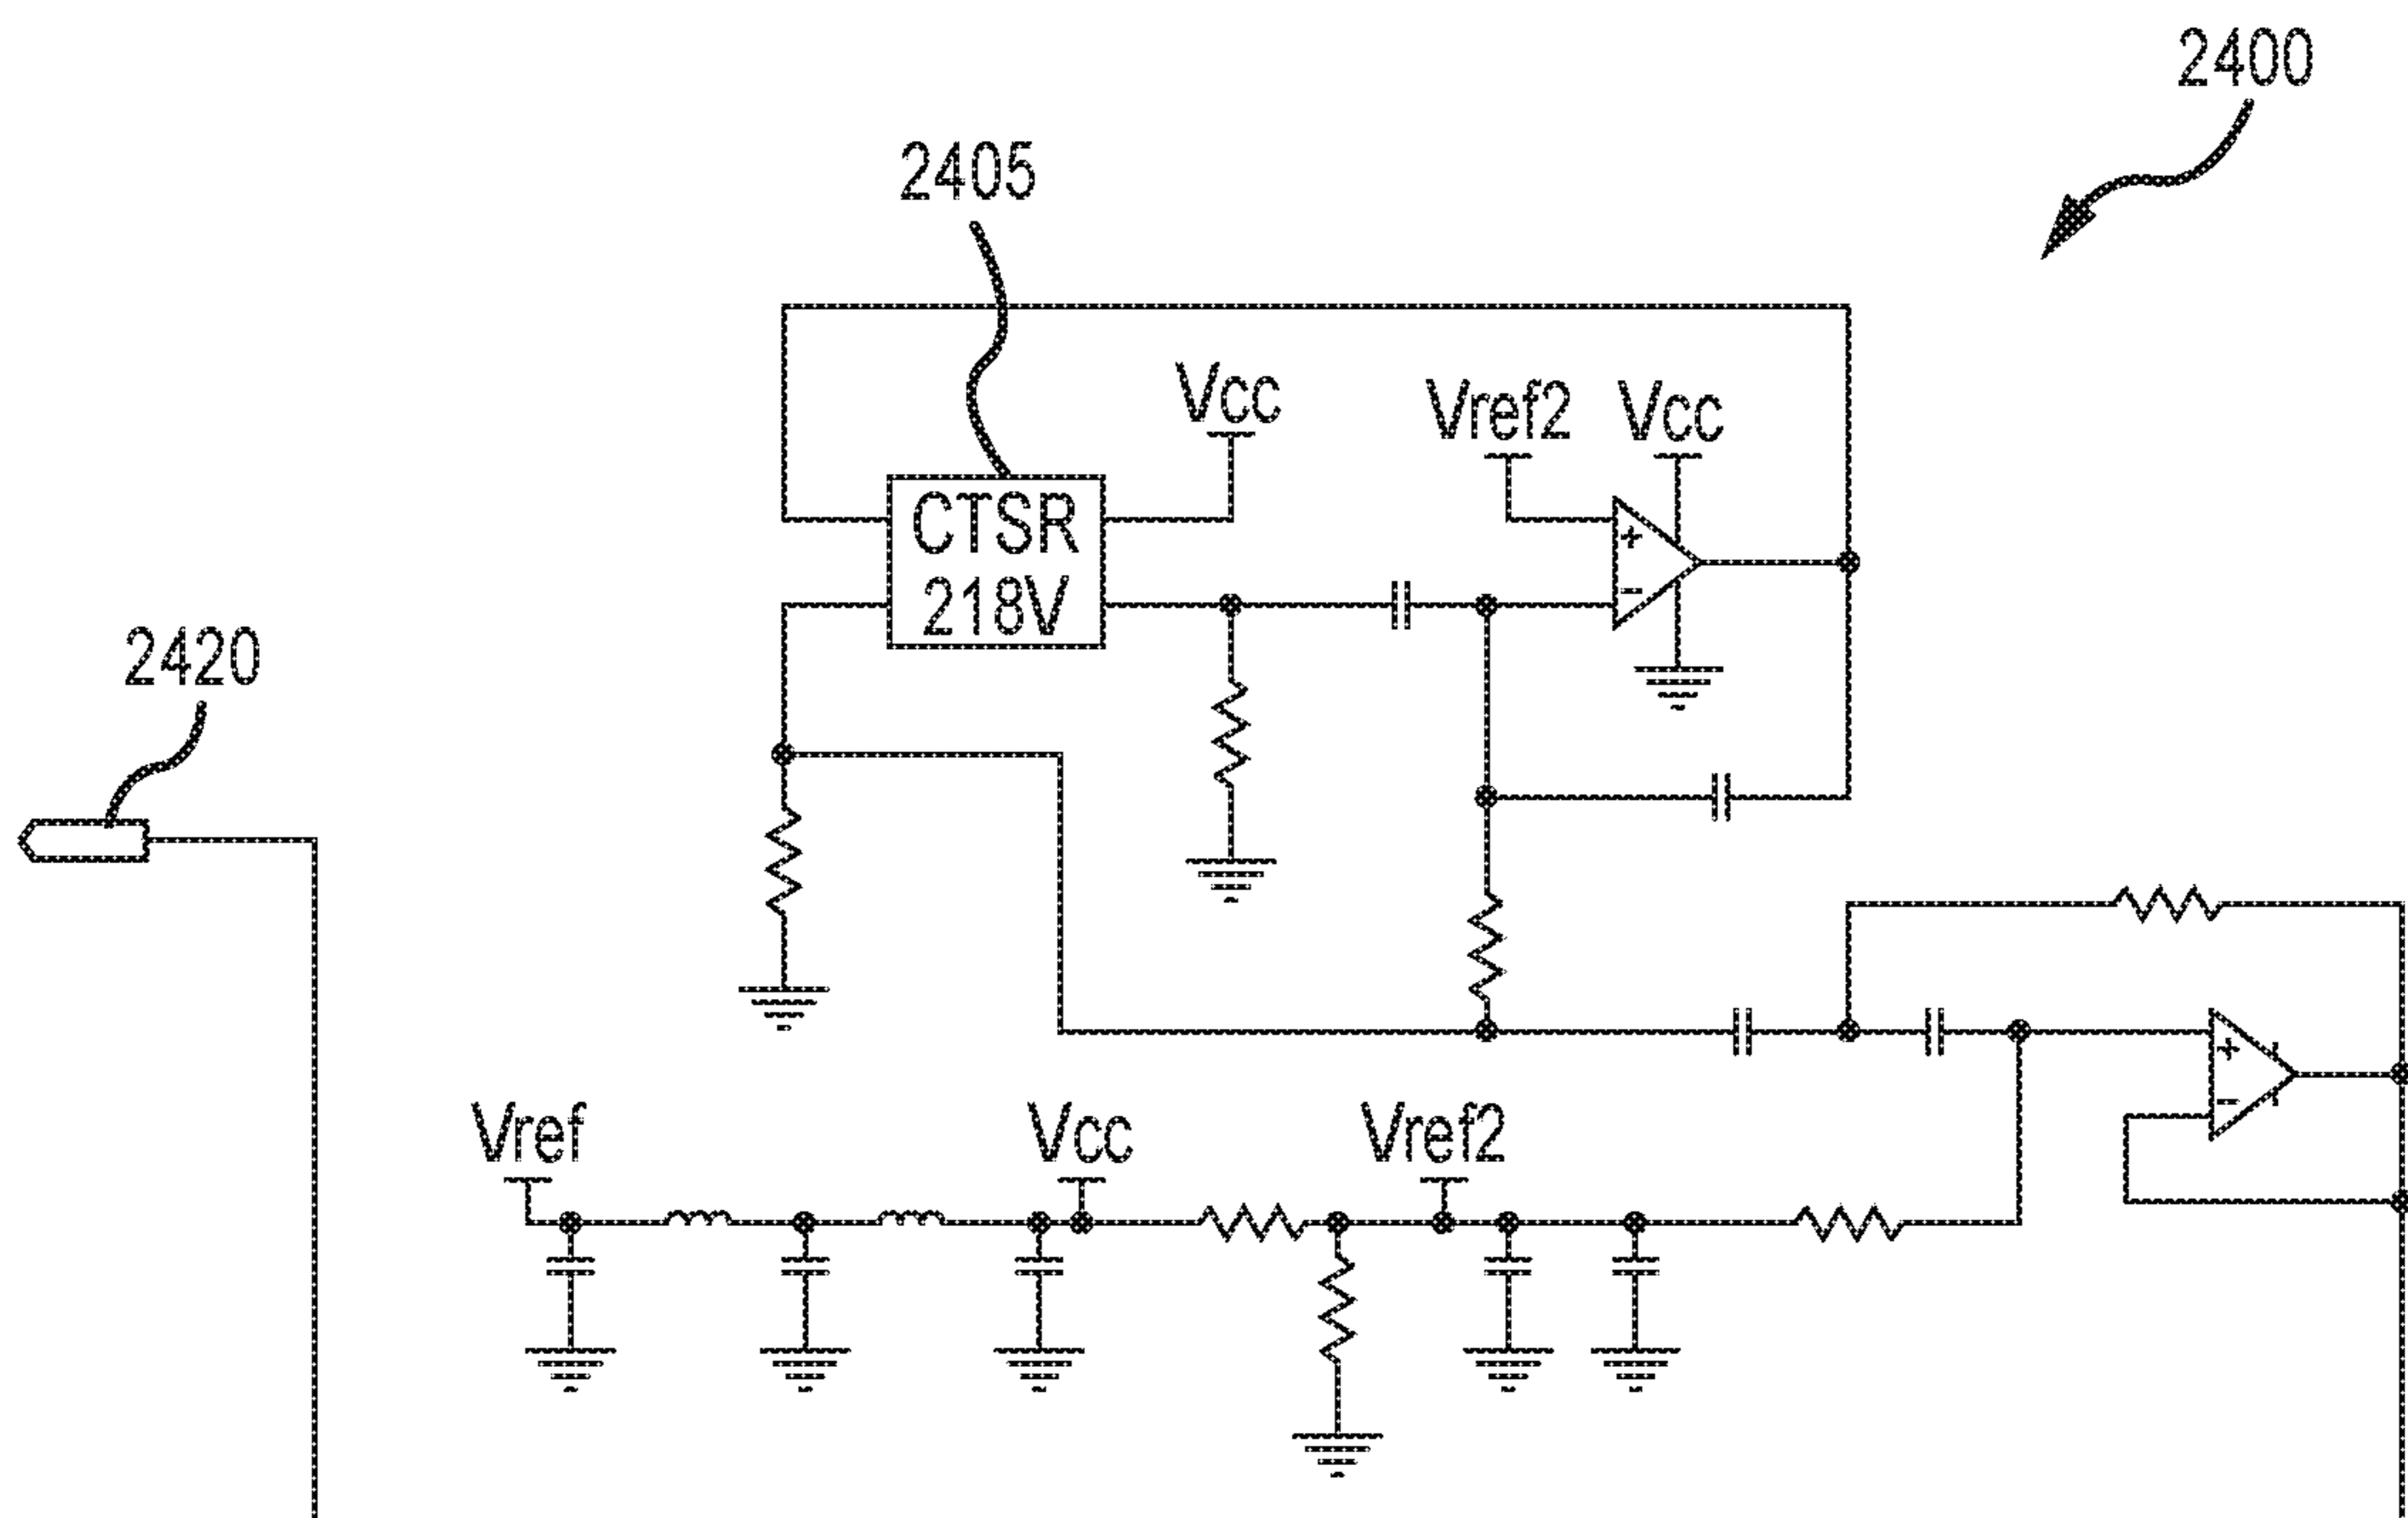 2400
2405
Vcc
Vref2
Vcc
CTSR
218V
+
−
2420
+
−
Vref
Vcc
Vref2